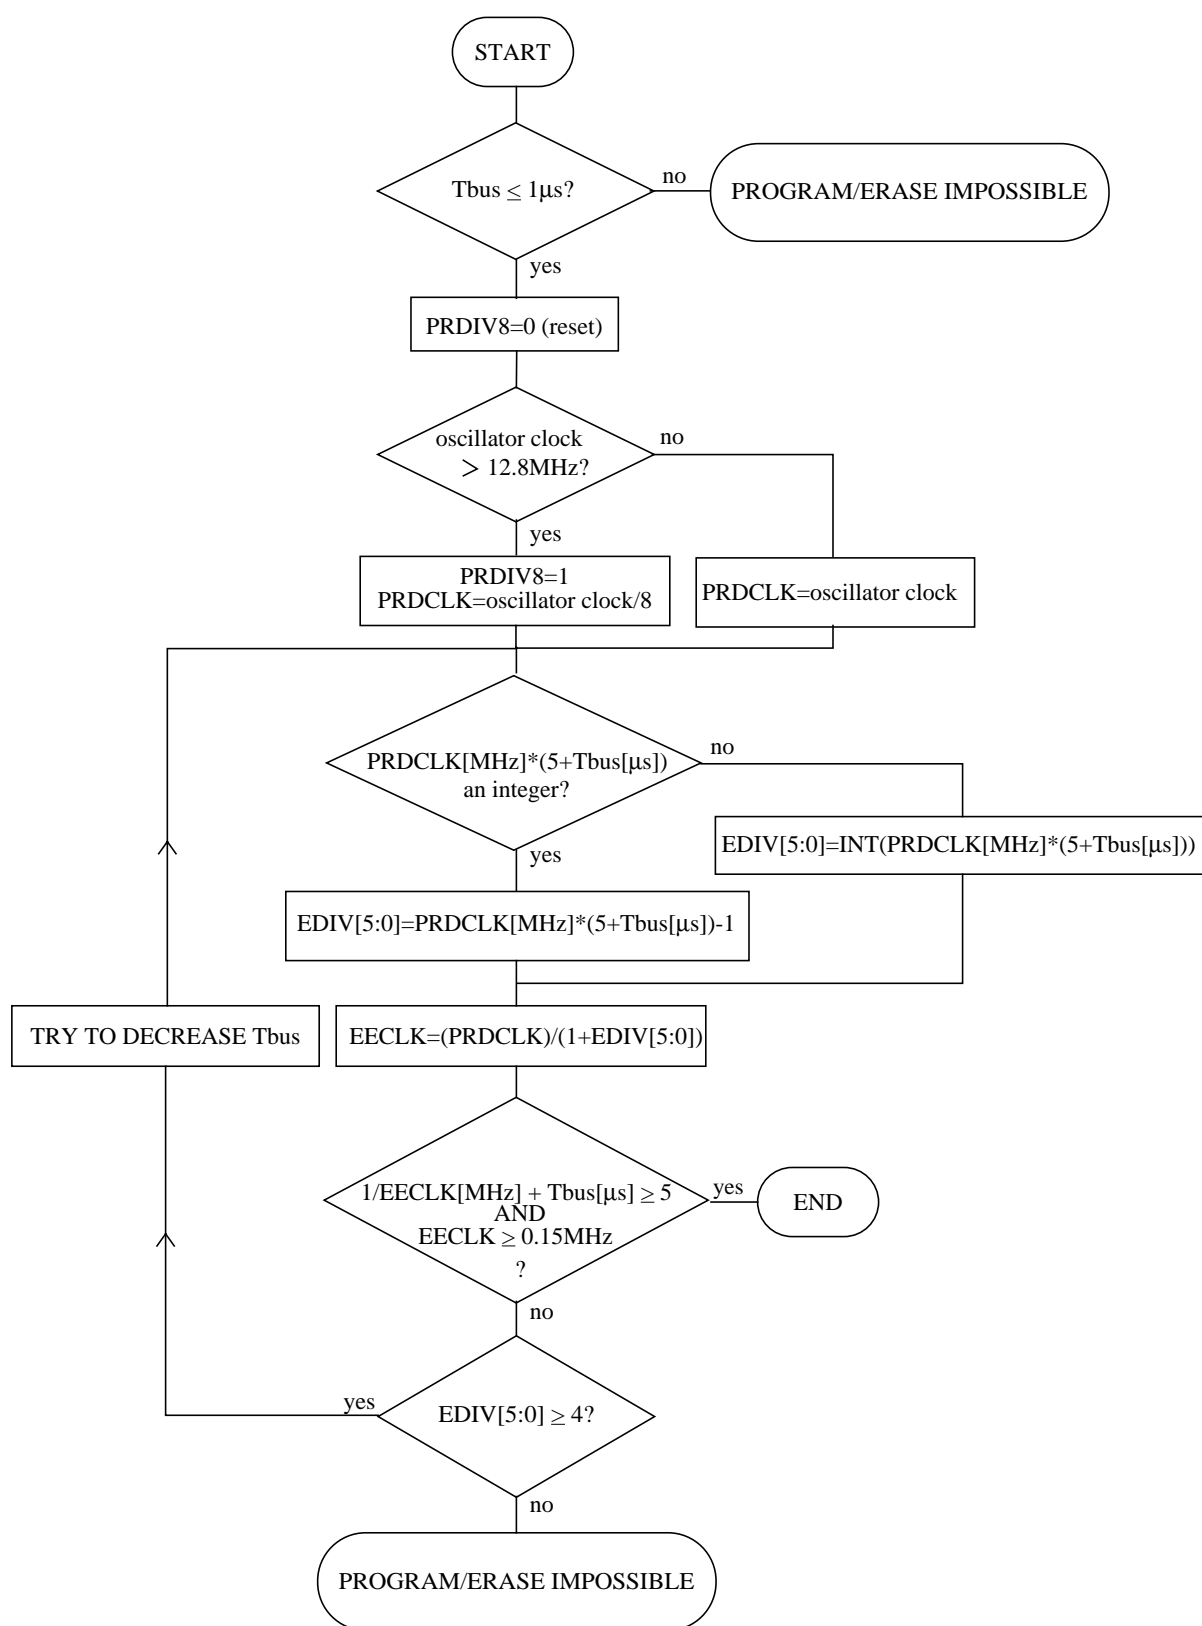 START
Tbus ≤ 1μs?
no
PROGRAM/ERASE IMPOSSIBLE
yes
PRDIV8=0 (reset)
oscillator clock
> 12.8MHz?
no
yes
PRDIV8=1
PRDCLK=oscillator clock/8
PRDCLK=oscillator clock
PRDCLK[MHz]*(5+Tbus[μs])
an integer?
no
yes
EDIV[5:0]=INT(PRDCLK[MHz]*(5+Tbus[μs]))
EDIV[5:0]=PRDCLK[MHz]*(5+Tbus[μs])-1
TRY TO DECREASE Tbus
EECLK=(PRDCLK)/(1+EDIV[5:0])
1/EECLK[MHz] + Tbus[μs] ≥ 5
AND
EECLK ≥ 0.15MHz
?
yes
END
no
EDIV[5:0] ≥ 4?
yes
no
PROGRAM/ERASE IMPOSSIBLE